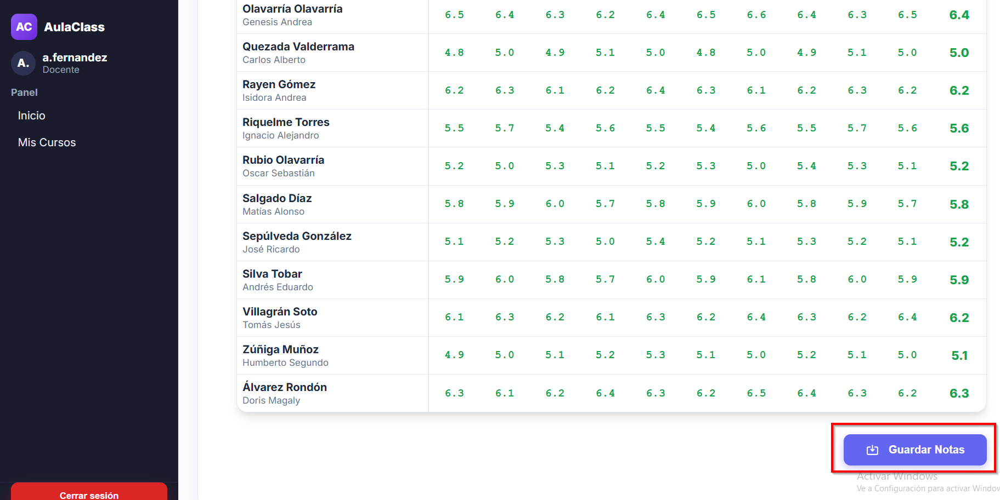 AC AulaClass
A. a.fernandez
Docente
Panel
Inicio
Mis Cursos
Cerrar sesión
Olavarría Olavarría
Genesis Andrea
6.5 6.4 6.3 6.2 6.4 6.5 6.6 6.4 6.3 6.5 6.4
Quezada Valderrama
Carlos Alberto
4.8 5.0 4.9 5.1 5.0 4.8 5.0 4.9 5.1 5.0 5.0
Rayen Gómez
Isidora Andrea
6.2 6.3 6.1 6.2 6.4 6.3 6.1 6.2 6.3 6.2 6.2
Riquelme Torres
Ignacio Alejandro
5.5 5.7 5.4 5.6 5.5 5.4 5.6 5.5 5.7 5.6 5.6
Rubio Olavarría
Oscar Sebastián
5.2 5.0 5.3 5.1 5.2 5.3 5.0 5.4 5.3 5.1 5.2
Salgado Díaz
Matías Alonso
5.8 5.9 6.0 5.7 5.8 5.9 6.0 5.8 5.9 5.7 5.8
Sepúlveda González
José Ricardo
5.1 5.2 5.3 5.0 5.4 5.2 5.1 5.3 5.2 5.1 5.2
Silva Tobar
Andrés Eduardo
5.9 6.0 5.8 5.7 6.0 5.9 6.1 5.8 6.0 5.9 5.9
Villagrán Soto
Tomás Jesús
6.1 6.3 6.2 6.1 6.3 6.2 6.4 6.3 6.2 6.4 6.2
Zúñiga Muñoz
Humberto Segundo
4.9 5.0 5.1 5.2 5.3 5.1 5.0 5.2 5.1 5.0 5.1
Álvarez Rondón
Doris Magaly
6.3 6.1 6.2 6.4 6.3 6.2 6.5 6.4 6.3 6.2 6.3
Guardar Notas
Activar Windows
Ve a Configuración para activar Window